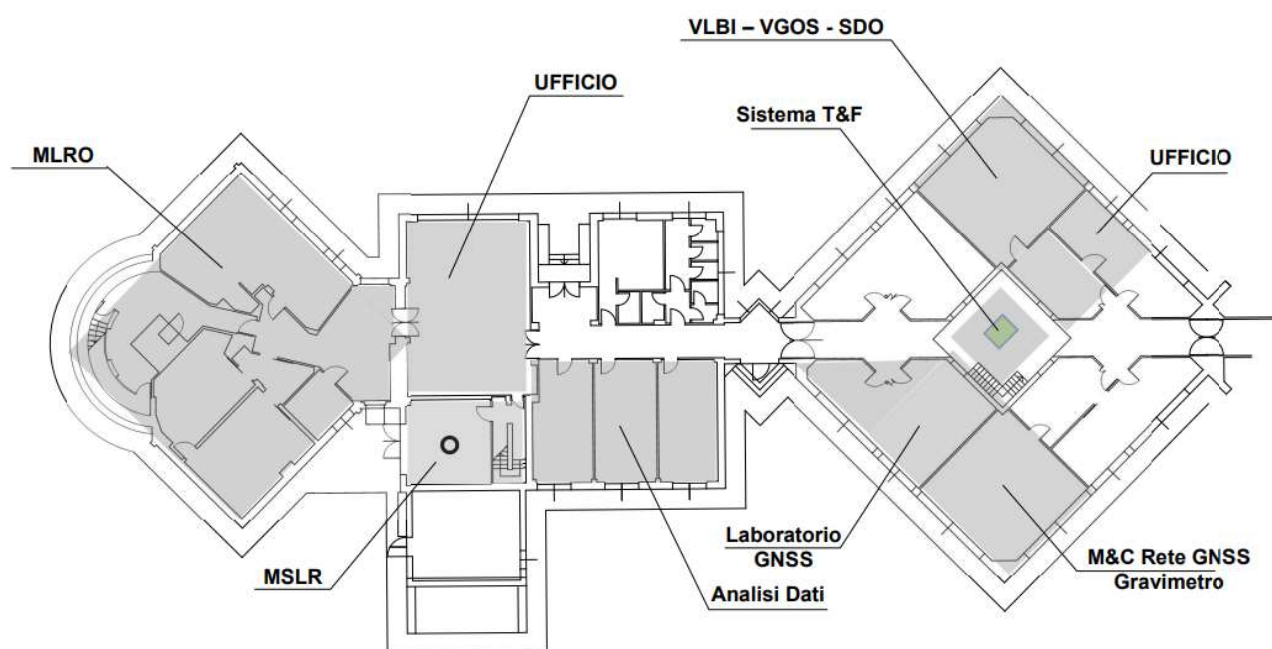 VLBI – VGOS - SDO
UFFICIO
Sistema T&F
MLRO
UFFICIO
Laboratorio
GNSS
M&C Rete GNSS
Gravimetro
MSLR
Analisi Dati